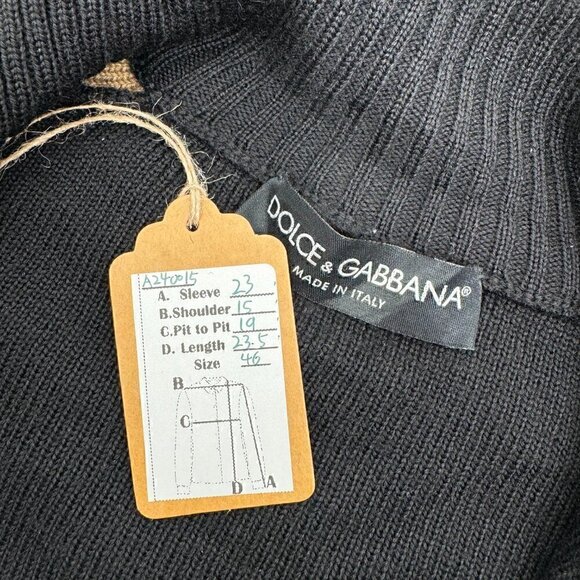 A240015
A. Sleeve 23
B.Shoulder 15
C.Pit to Pit 19
D. Length 23.5
Size 46
B
C
D A
DOLCE & GABBANA®
MADE IN ITALY